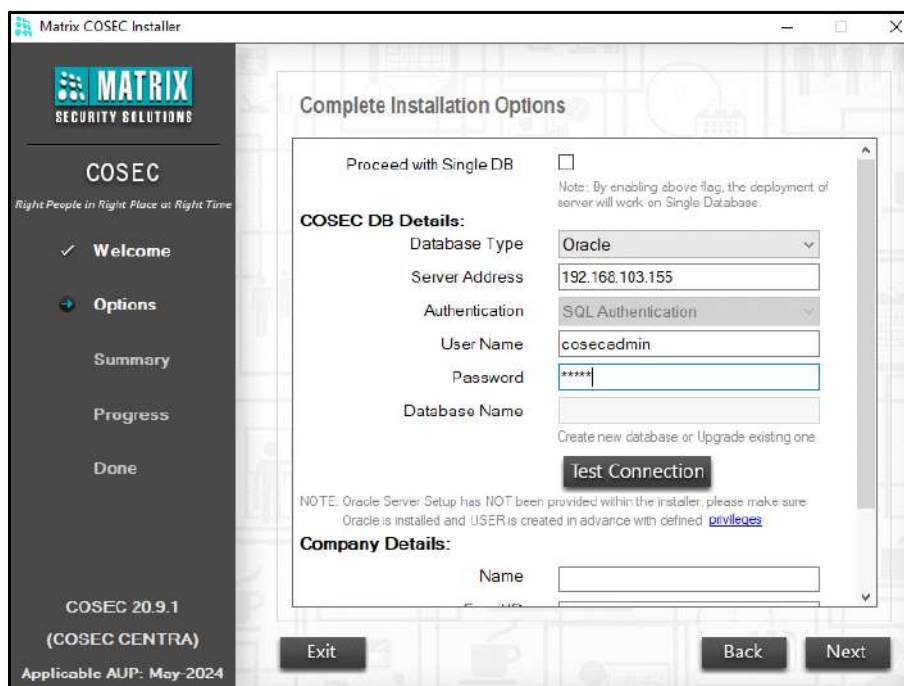 Matrix COSEC Installer
MATRIX
SECURITY SOLUTIONS
COSEC
Right People in Right Place at Right Time
Welcome
Options
Summary
Progress
Done
COSEC 20.9.1
(COSEC CENTRA)
Applicable AUP: May-2024
Complete Installation Options
Proceed with Single DB
Note: By enabling above flag, the deployment of
server will work on Single Database.
COSEC DB Details:
Database Type Oracle
Server Address 192.168.103.155
Authentication SQL Authentication
User Name cosecadmin
Password *****
Database Name
Create new database or Upgrade existing one
Test Connection
NOTE: Oracle Server Setup has NOT been provided within the installer, please make sure
Oracle is installed and USER is created in advance with defined privileges
Company Details:
Name
Exit Back Next